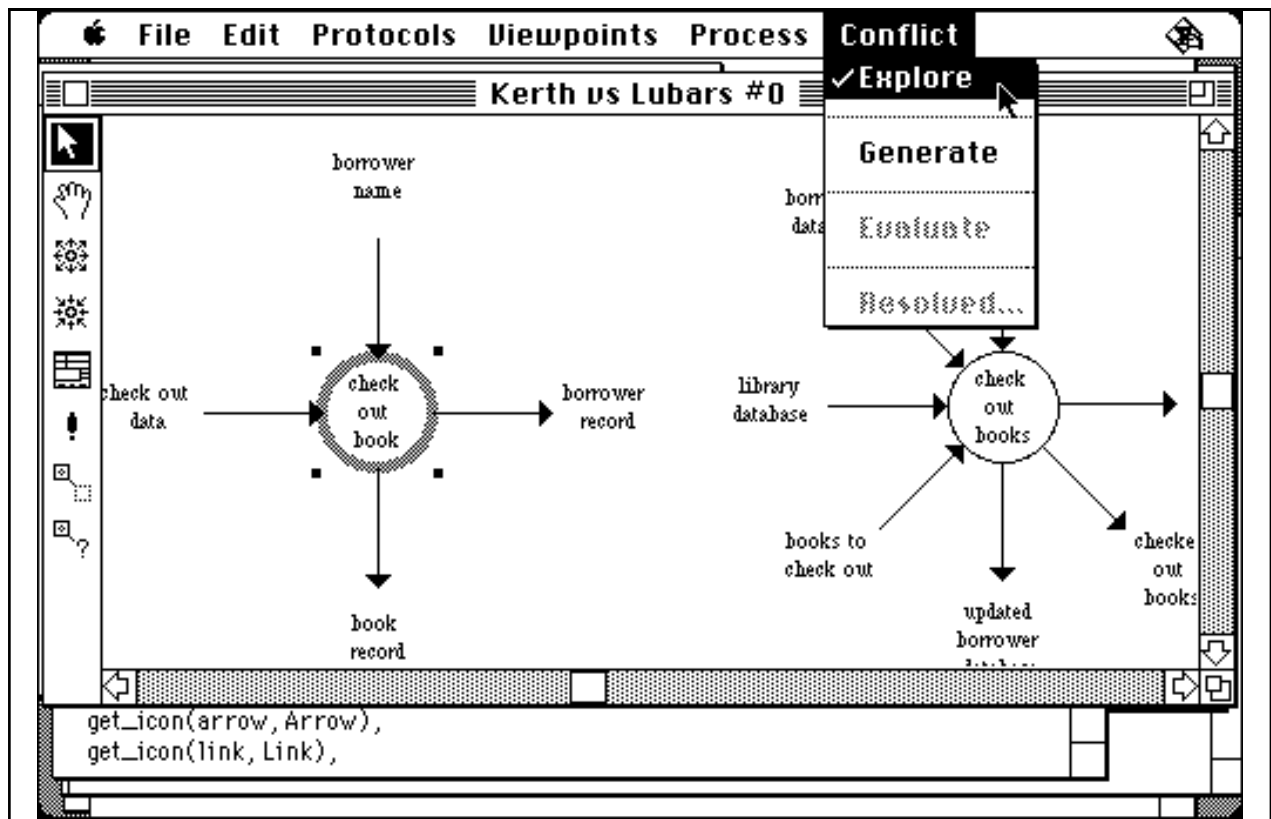 File Edit Protocols Viewpoints Process Conflict
Kerth vs Lubars #0
✓Explore
Generate
Evaluate
Resolved...
borrower
name
check out
data
check
out
book
borrower
record
book
record
data
library
database
check
out
books
books to
check out
updated
borrower
checke
out
books
get_icon(arrow,Arrow),
get_icon(link,Link),